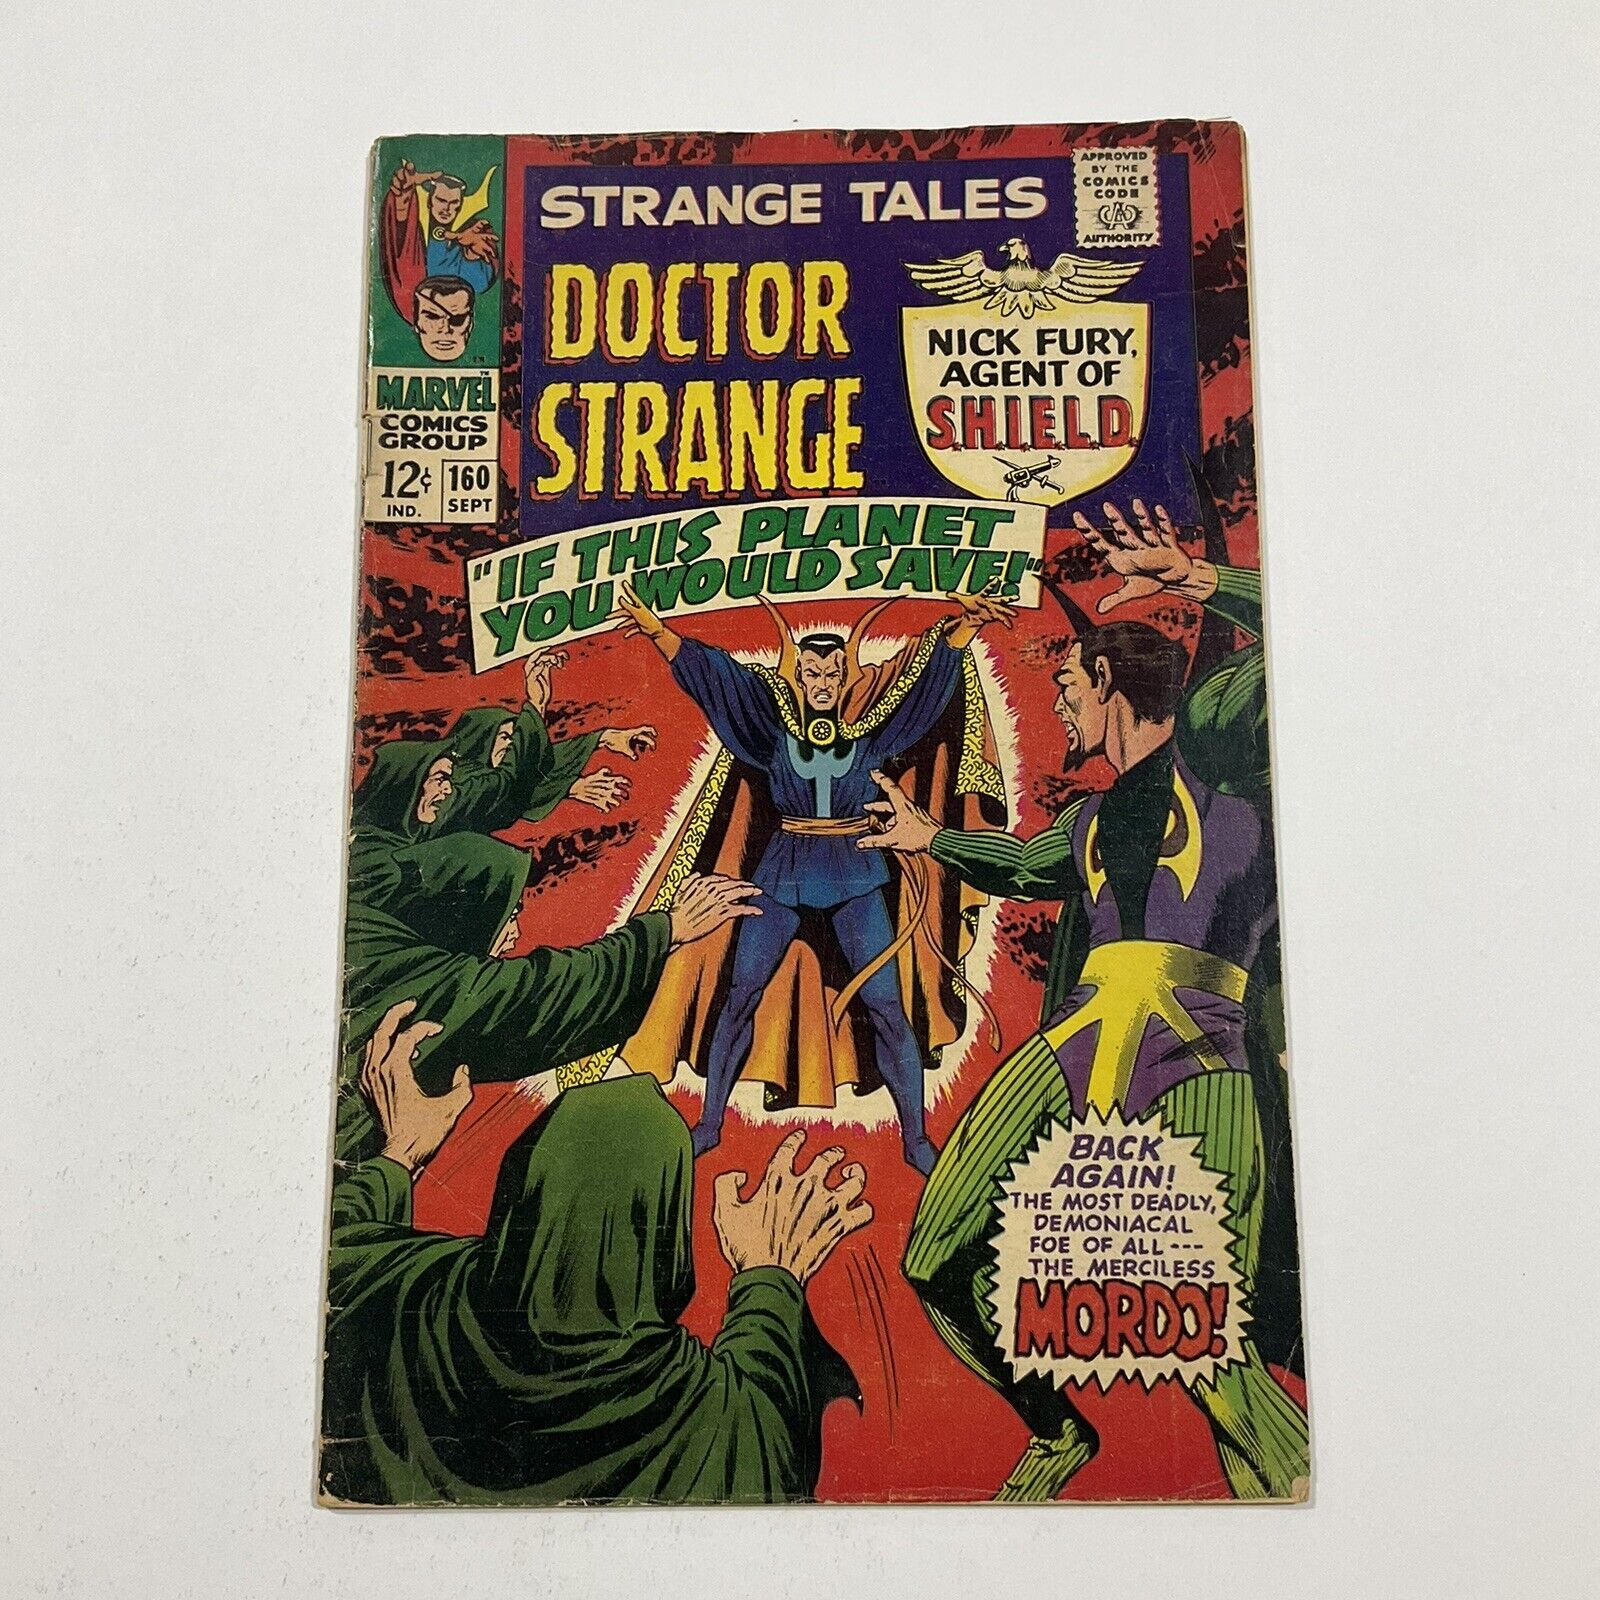 STRANGE TALES
DOCTOR
STRANGE
APPROVED
BY THE
COMICS
CODE
AUTHORITY
NICK FURY,
AGENT OF
S.H.I.E.L.D.
MARVEL
COMICS
GROUP
12¢
IND.
160
SEPT
"IF THIS PLANET
YOU WOULD SAVE!"
BACK
AGAIN!
THE MOST DEADLY,
DEMONIACAL
FOE OF ALL---
THE MERCILESS
MORDO!